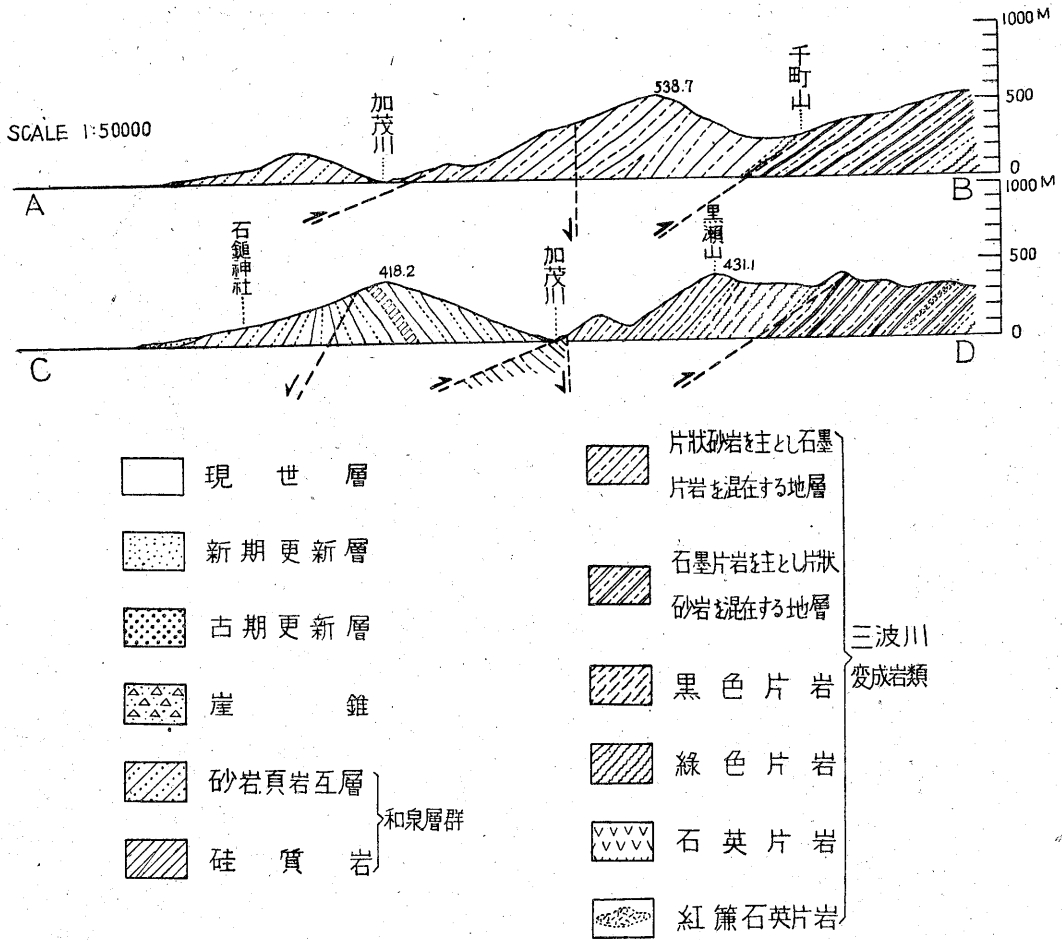 SCALE 1:50000
加茂川
538.7
千町山
1000 M
500
0
A
B
石鎚神社
418.2
加茂川
黒瀬山
431.1
1000 M
500
0
C
D
現世層
新期更新層
古期更新層
崖錐
砂岩頁岩互層
硅質岩
和泉層群
片狀砂岩を主とし石墨
片岩を混在する地層
石墨片岩を主とし片狀
砂岩を混在する地層
黒色片岩
綠色片岩
石英片岩
紅簾石英片岩
三波川
変成岩類